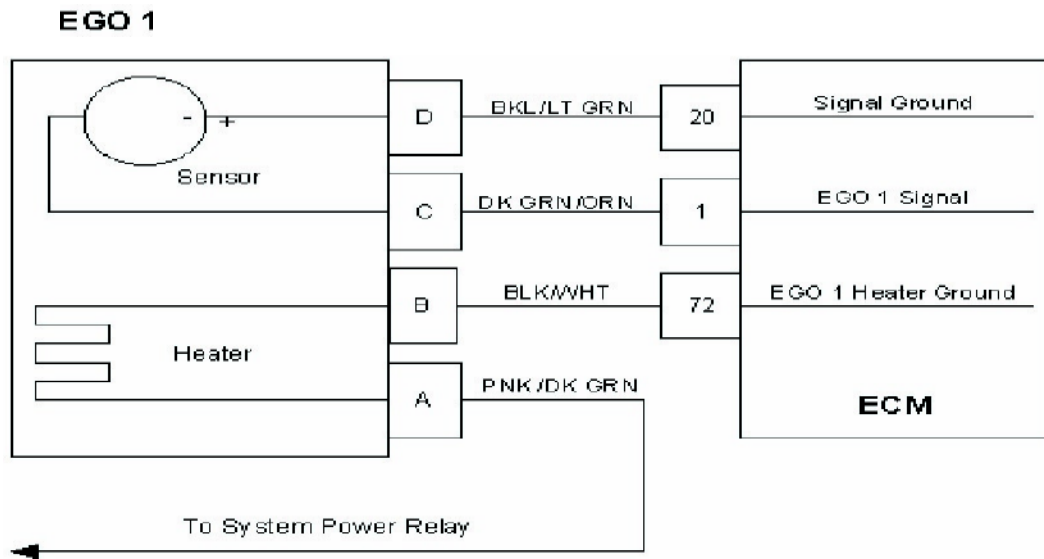 EGO 1
D
BKL/LT GRN
20
Signal Ground
- +
Sensor
C
DK GRN/ORN
1
EGO 1 Signal
B
BLK/WHT
72
EGO 1 Heater Ground
Heater
A
PNK/DK GRN
ECM
To System Power Relay